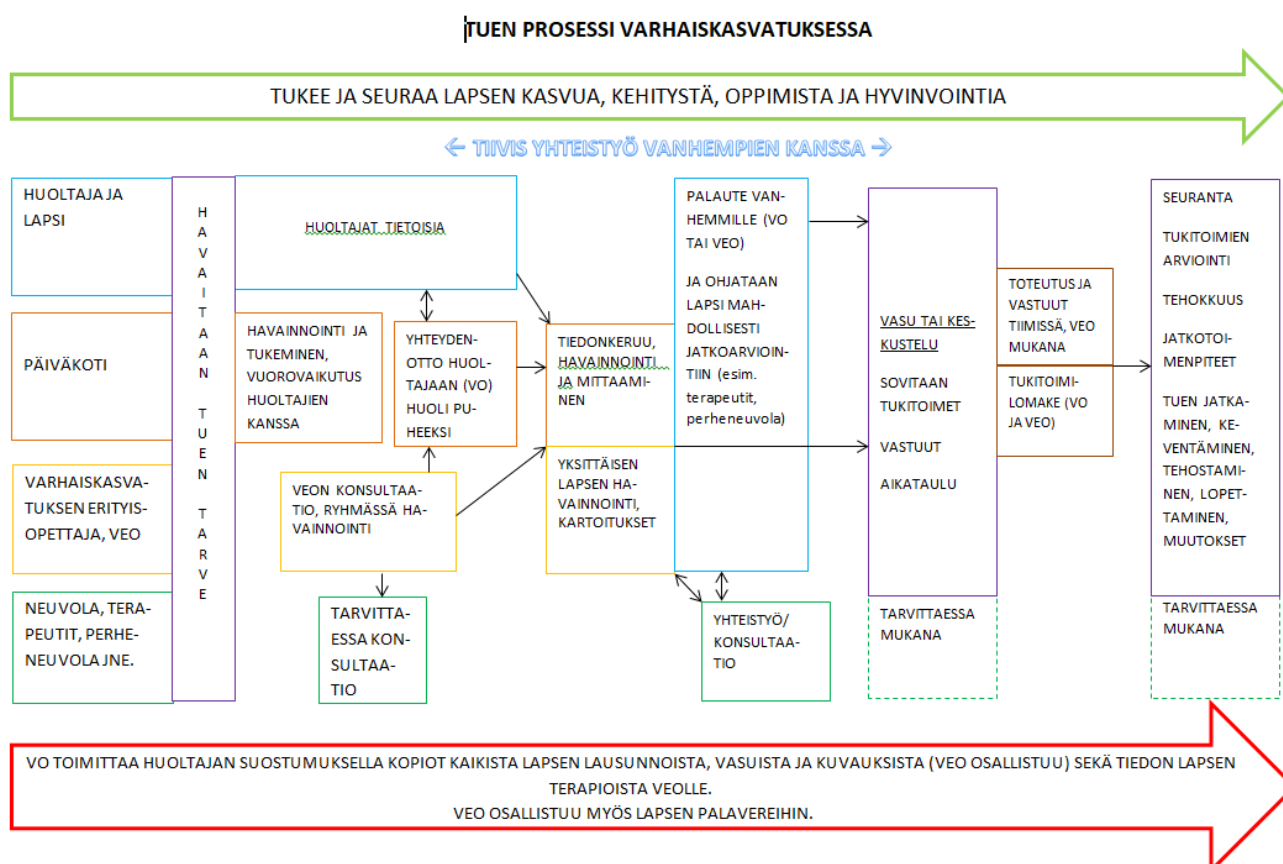 TUEN PROSESSI VARHAISKASVATUKSESSA
TUKEE JA SEURAA LAPSEN KASVUA, KEHITYSTÄ, OPPIMISTA JA HYVINVOINTIA
← TIIVIS YHTEISTYÖ VANHEMPIEN KANSSA →
HUOLTAJA JA
LAPSI
PÄIVÄKOTI
VARHAISKASVA-
TUKSEN ERITYIS-
OPETTAJA, VEO
NEUVOLA, TERA-
PEUTIT, PERHE-
NEUVOLA JNE.
HAVAITAAN TUEN TARVE
HUOLTAJAT TIETOISIA
HAVAINNOINTI JA
TUKEMINEN,
VUOROVAIKUTUS
HUOLTAJIEN
KANSSA
YHTEYDEN-
OTTO HUOL-
TAJAAN (VO)
HUOLI PU-
HEEKSI
VEON KONSULTAA-
TIO, RYHMÄSSÄ HA-
VAINNOINTI
TARVITTA-
ESSA KON-
SULTAA-
TIO
TIEDONKERUU,
HAVAINNOINTI
JA MITTAAMI-
NEN
YKSITTÄISEN
LAPSEN HA-
VAINNOINTI,
KARTOITUKSET
PALAUTE VAN-
HEMMILLE (VO
TAI VEO)
JA OHJATAAN
LAPSI MAH-
DOLLISESTI
JATKOARVIOIN-
TIIN (esim.
terapeutit,
perheneuvola)
YHTEISTYÖ/
KONSULTAA-
TIO
VASU TAI KES-
KUSTELU
SOVITAAN
TUKITOIMET
VASTUUT
AIKATAULU
TARVITTAESSA
MUKANA
TOTEUTUS JA
VASTUUT
TIIMISSÄ, VEO
MUKANA
TUKITOIMI-
LOMAKE (VO
JA VEO)
SEURANTA
TUKITOIMIEN
ARVIOINTI
TEHOKKUUS
JATKOTOI-
MENPITEET
TUEN JATKA-
MINEN, KE-
VENTÄMINEN,
TEHOSTAMI-
NEN, LOPET-
TAMINEN,
MUUTOKSET
TARVITTAESSA
MUKANA
VO TOIMITTAA HUOLTAJAN SUOSTUMUKSELLA KOPIOT KAIKISTA LAPSEN LAUSUNNOISTA, VASUISTA JA KUVAUKSISTA (VEO OSALLISTUU) SEKÄ TIEDON LAPSEN
TERAPIOISTA VEOLLE.
VEO OSALLISTUU MYÖS LAPSEN PALAVEREIHIN.